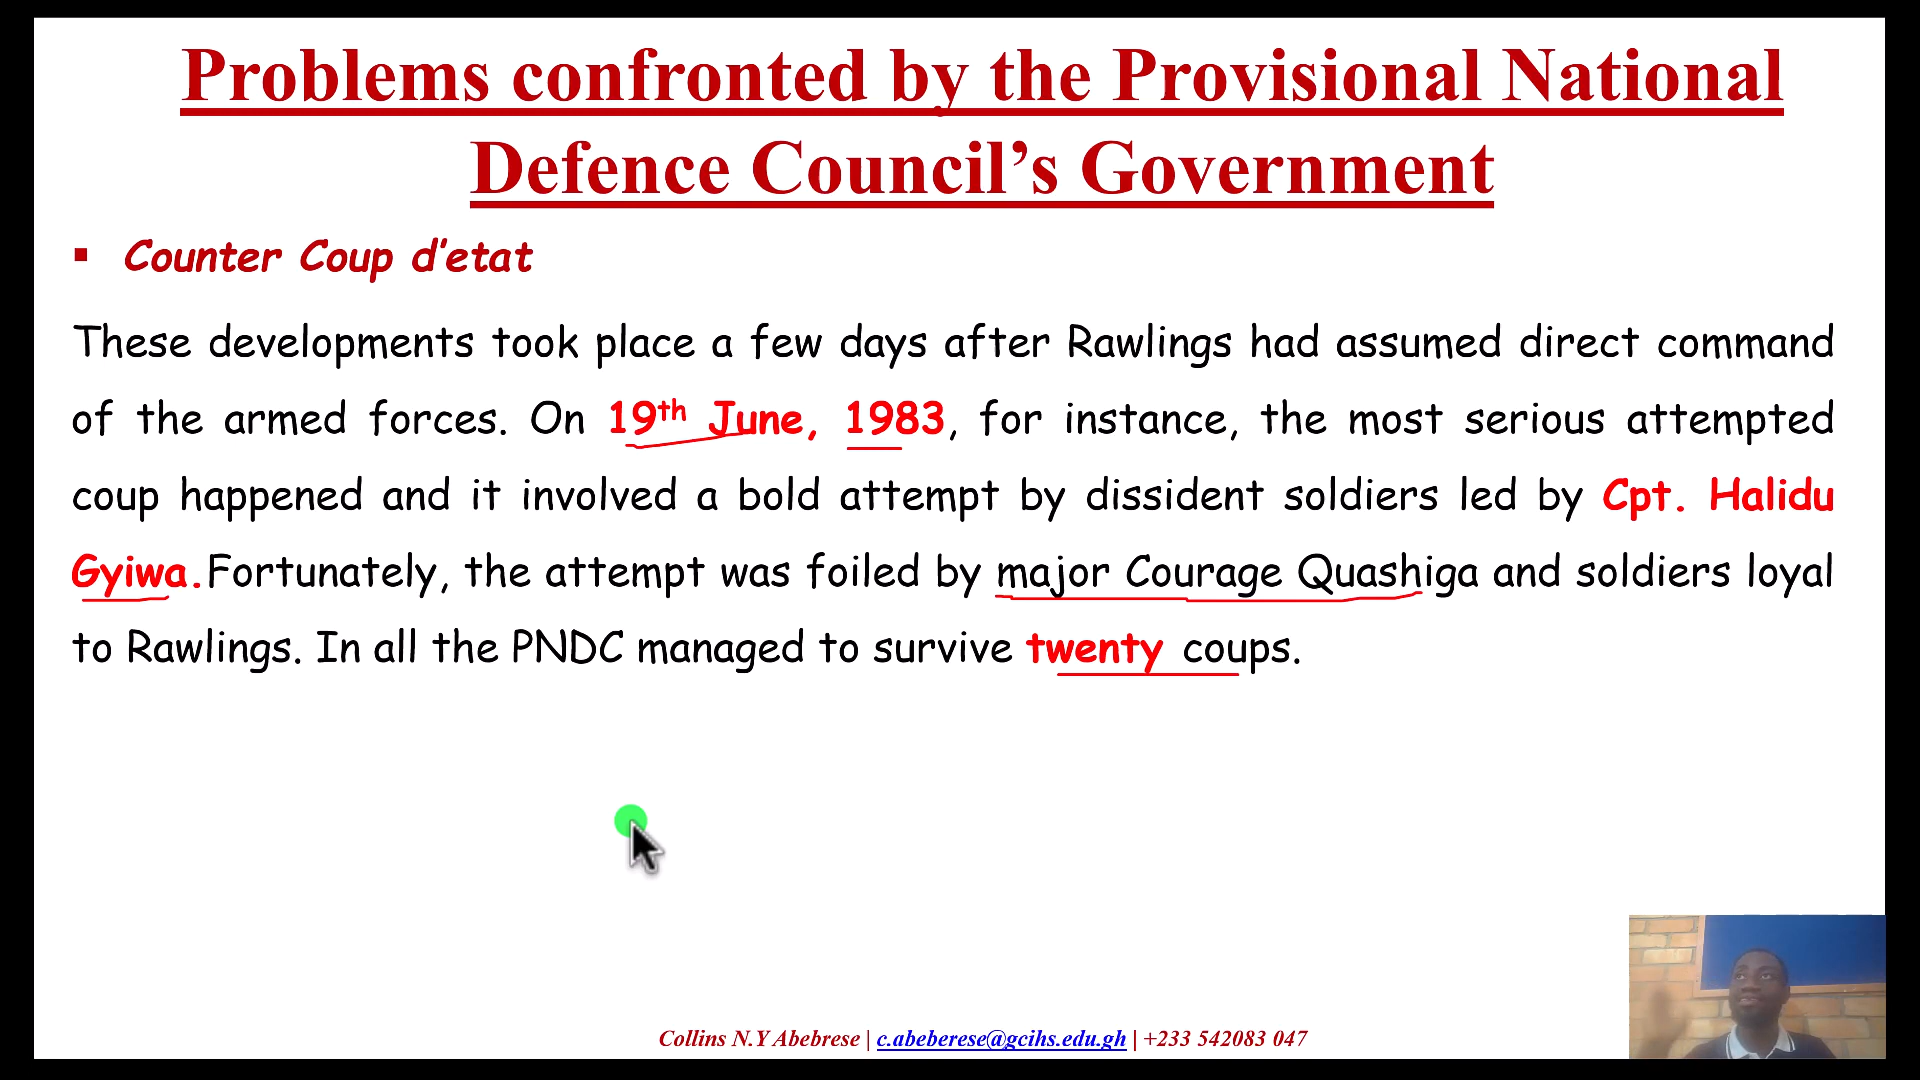 Problems confronted by the Provisional National
Defence Council’s Government
▪ Counter Coup d’etat
These developments took place a few days after Rawlings had assumed direct command
of the armed forces. On 19th June, 1983, for instance, the most serious attempted
coup happened and it involved a bold attempt by dissident soldiers led by Cpt. Halidu
Gyiwa.Fortunately, the attempt was foiled by major Courage Quashiga and soldiers loyal
to Rawlings. In all the PNDC managed to survive twenty coups.
Collins N.Y Abebrese | c.abeberese@gcihs.edu.gh | +233 542083 047